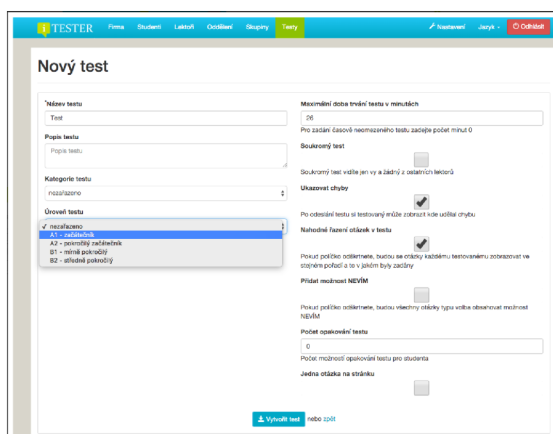 i TESTER Firma Studenti Lektoři Oddělení Skupiny Testy Nastavení Jazyk Odhlásit
Nový test
*Název testu
Test
Popis testu
Popis testu
Kategorie testu
nezařazeno
Úroveň testu
✓ nezařazeno
A1 - začátečník
A2 - pokročilý začátečník
B1 - mírně pokročilý
B2 - středně pokročilý
Maximální doba trvání testu v minutách
26
Pro zadání časově neomezeného testu zadejte počet minut 0
Soukromý test
Soukromý test vidíte jen vy a žádný z ostatních lektorů
Ukazovat chyby
Po odeslání testu si testovaný může zobrazit kde udělal chybu
Nahodné řazení otázek v testu
Pokud políčko odškrtnete, budou se otázky každému testovanému zobrazovat ve
stejném pořadí a to v jakém byly zadány
Přidat možnost NEVÍM
Pokud políčko odškrtnete, budou všechny otázky typu volba obsahovat možnost
NEVÍM
Počet opakování testu
0
Počet možností opakování testu pro studenta
Jedna otázka na stránku
Vytvořit test nebo zpět